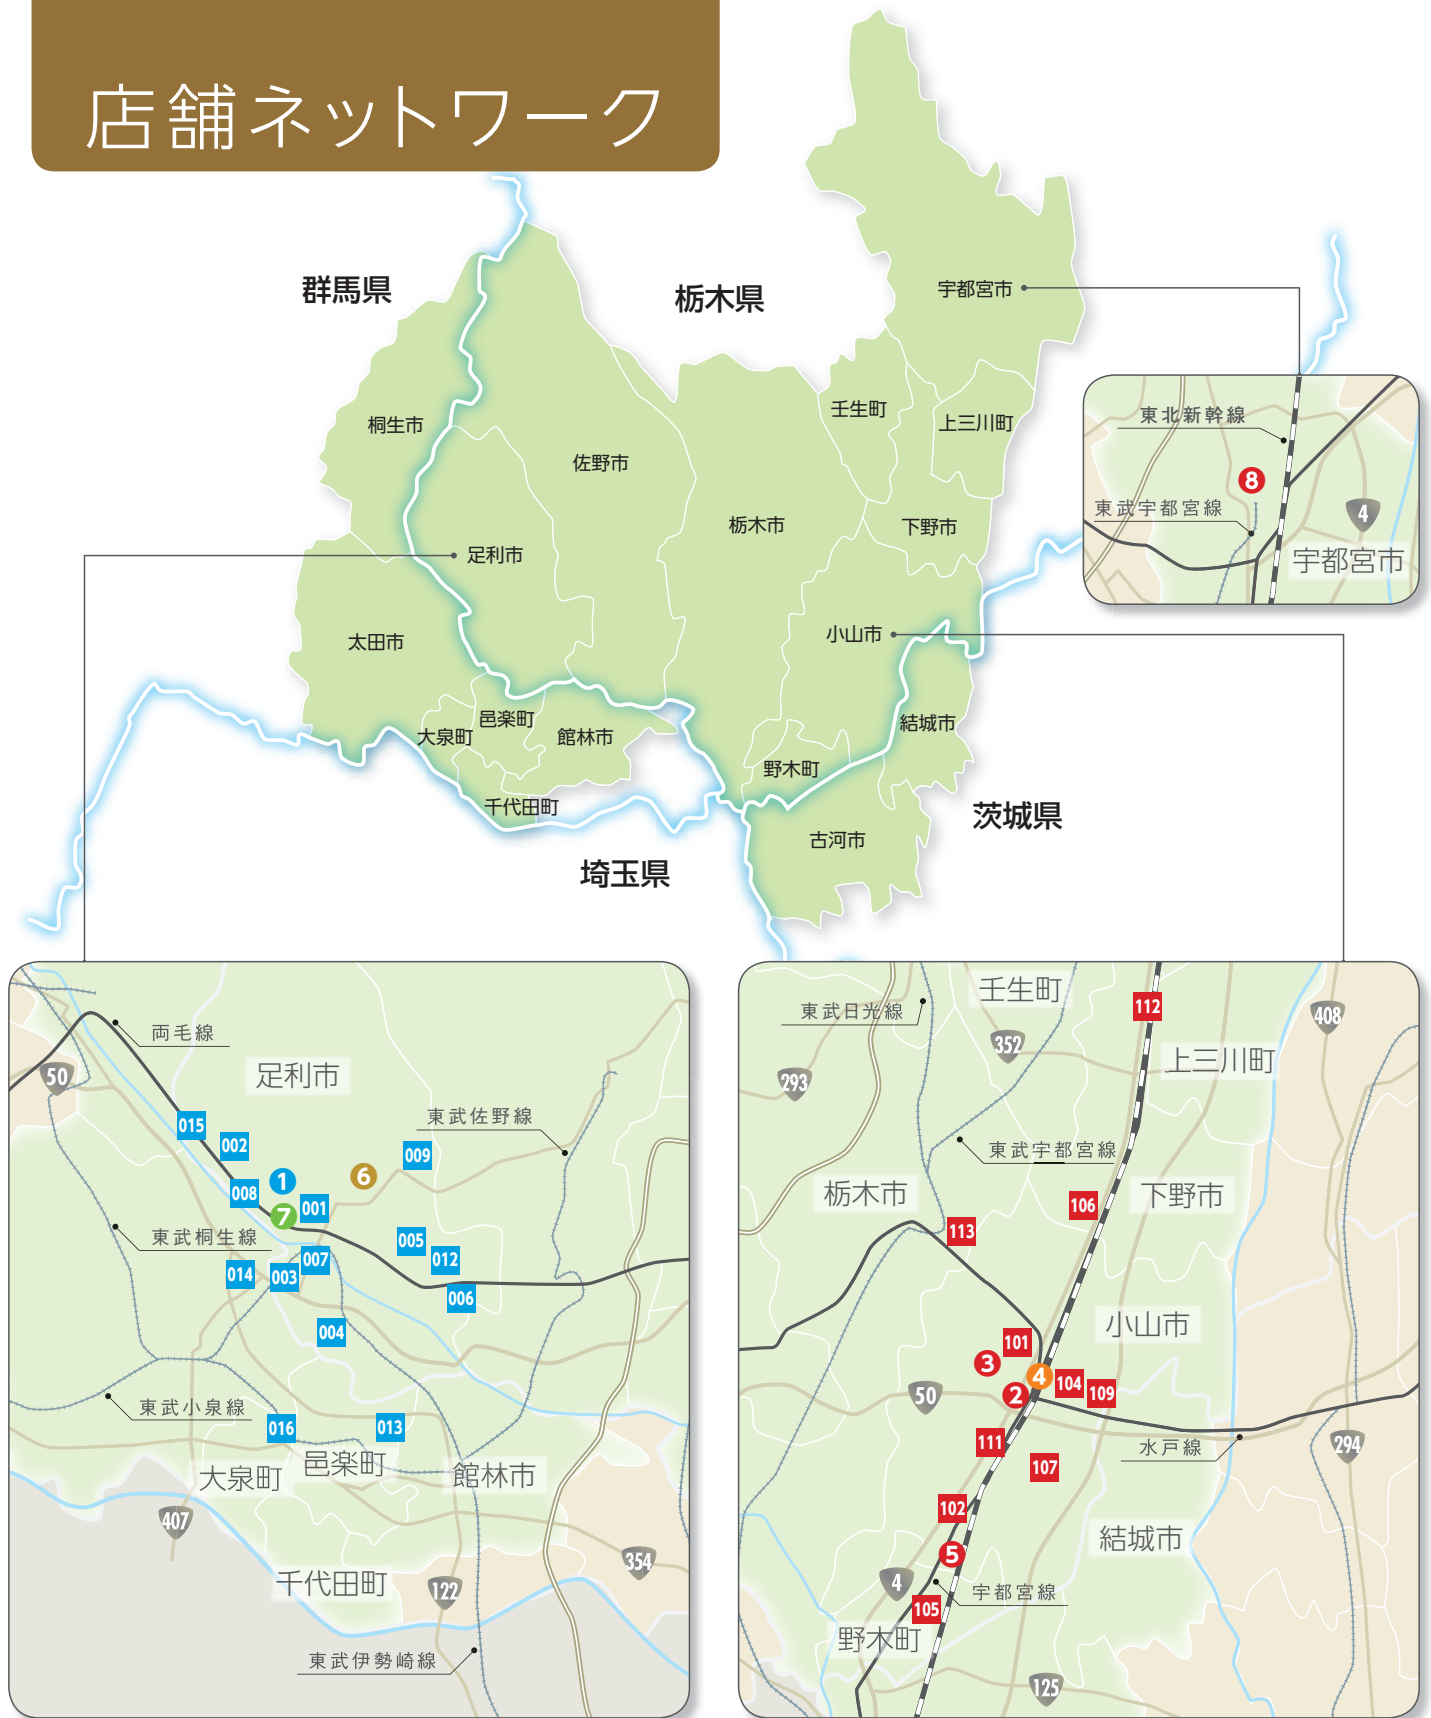 店舗ネットワーク
群馬県
栃木県
宇都宮市
桐生市
佐野市
壬生町
上三川町
栃木市
下野市
足利市
太田市
小山市
大泉町
邑楽町
館林市
結城市
野木町
千代田町
古河市
茨城県
埼玉県
東北新幹線
8
東武宇都宮線
4
宇都宮市
両毛線
50
足利市
015
002
東武佐野線
009
1
6
008
001
7
東武桐生線
005
007
012
014
003
006
004
東武小泉線
016
013
大泉町
邑楽町
館林市
407
千代田町
122
354
東武伊勢崎線
壬生町
東武日光線
112
408
352
上三川町
293
東武宇都宮線
栃木市
下野市
106
113
小山市
101
3
4
104
109
50
2
111
水戸線
294
107
102
結城市
5
4
宇都宮線
105
野木町
125